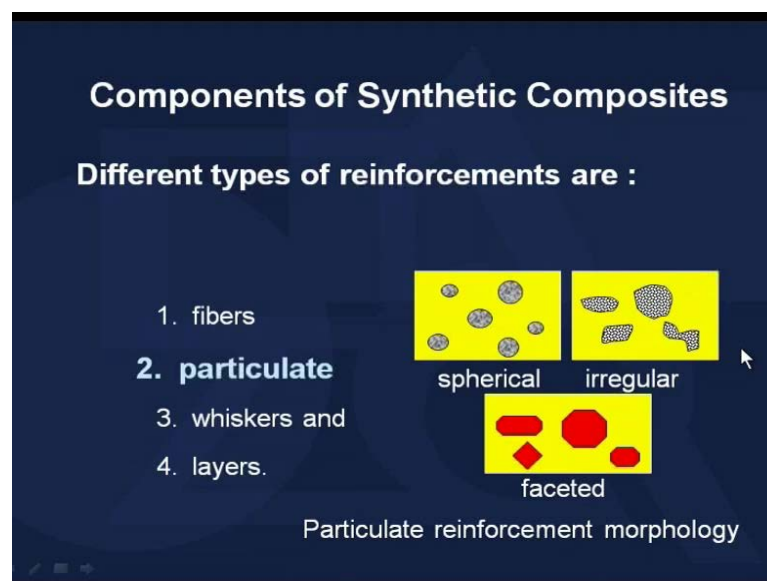 Components of Synthetic Composites
Different types of reinforcements are :
1. fibers
2. particulate
3. whiskers and
4. layers.
spherical
irregular
faceted
Particulate reinforcement morphology